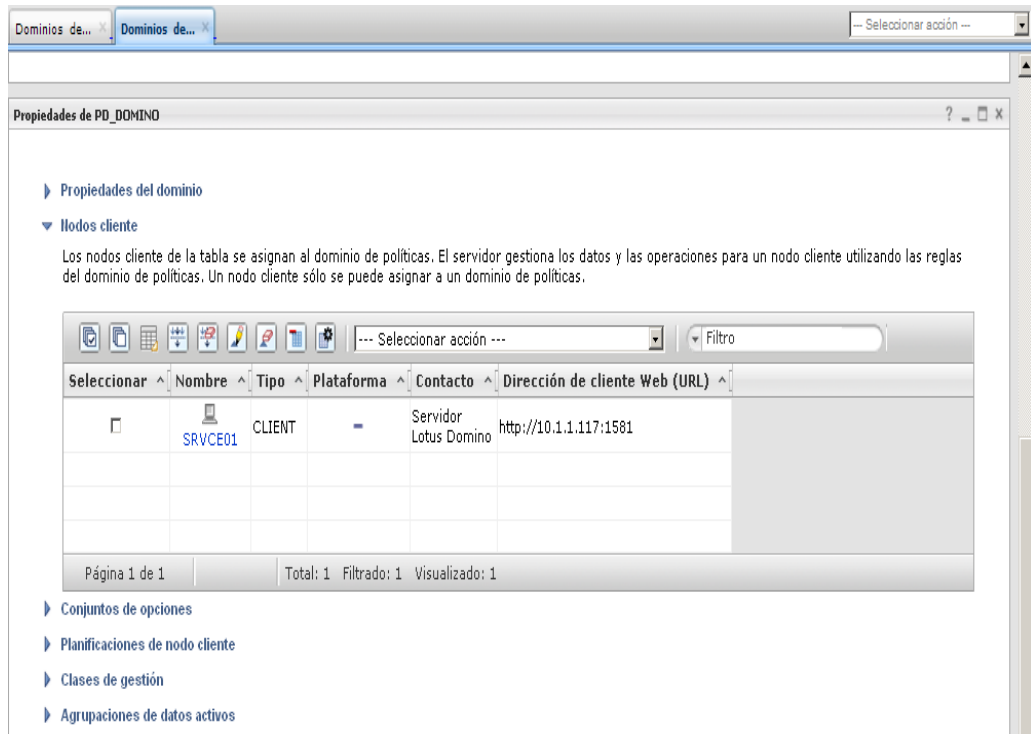 Dominios de... Dominios de... --- Seleccionar acción ---
Propiedades de PD_DOMINO
Propiedades del dominio
Nodos cliente
Los nodos cliente de la tabla se asignan al dominio de políticas. El servidor gestiona los datos y las operaciones para un nodo cliente utilizando las reglas
del dominio de políticas. Un nodo cliente sólo se puede asignar a un dominio de políticas.
--- Seleccionar acción --- Filtro
Seleccionar Nombre Tipo Plataforma Contacto Dirección de cliente Web (URL)
SRVCE01 CLIENT - Servidor
Lotus Domino http://10.1.1.117:1581
Página 1 de 1 Total: 1 Filtrado: 1 Visualizado: 1
Conjuntos de opciones
Planificaciones de nodo cliente
Clases de gestión
Agrupaciones de datos activos